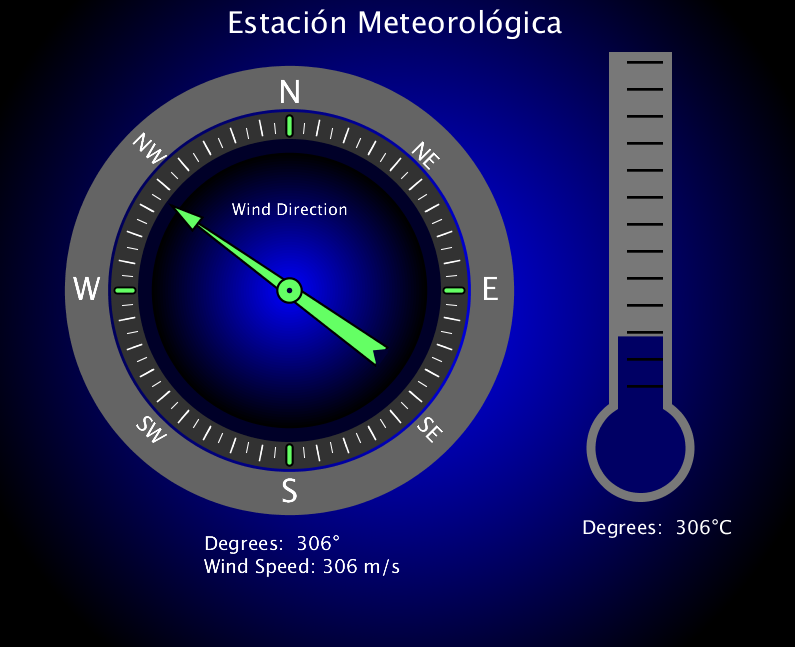 Estación Meteorológica
N
NW
NE
Wind Direction
W
E
SW
SE
S
Degrees: 306°
Wind Speed: 306 m/s
Degrees: 306°C